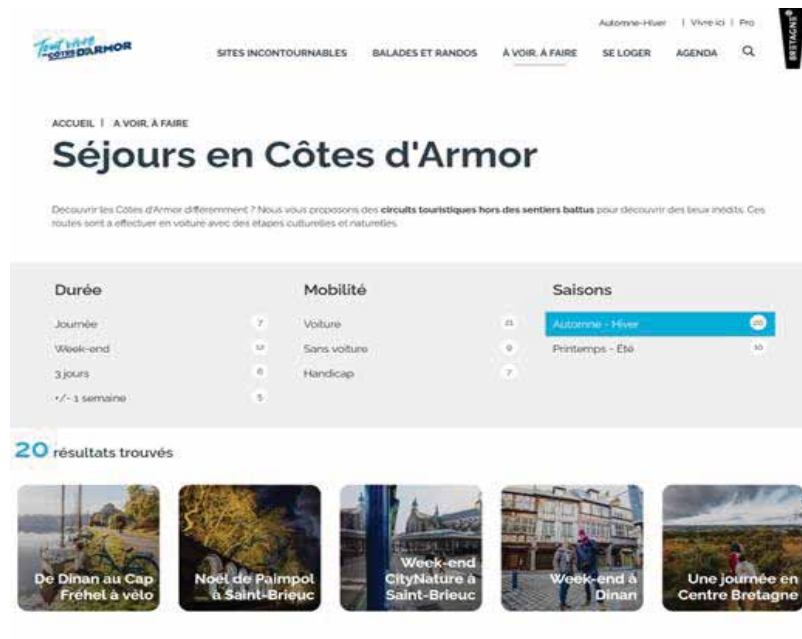 Automne-Hiver | Vivre ici | Pro
BRETAGNE®
Tout vivre
EN CÔTES D'ARMOR
SITES INCONTOURNABLES BALADES ET RANDOS À VOIR, À FAIRE SE LOGER AGENDA
ACCUEIL | A VOIR, À FAIRE
Séjours en Côtes d'Armor
Découvrir les Côtes d'Armor différemment ? Nous vous proposons des circuits touristiques hors des sentiers battus pour découvrir des lieux inédits. Ces
routes sont à effectuer en voiture avec des étapes culturelles et naturelles.
Durée Mobilité Saisons
Journée 7 Voiture 21 Automne - Hiver 20
Week-end 12 Sans voiture 9 Printemps - Été 10
3 jours 6 Handicap 7
+/- 1 semaine 5
20 résultats trouvés
De Dinan au Cap
Fréhel à vélo
Noël de Paimpol
à Saint-Brieuc
Week-end
CityNature à
Saint-Brieuc
Week-end à
Dinan
Une journée en
Centre Bretagne